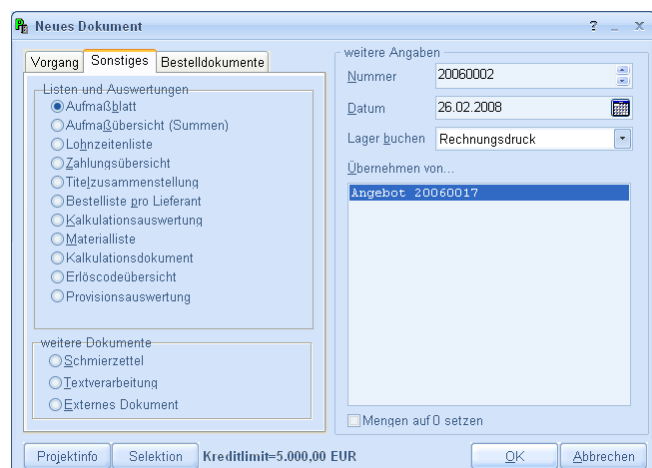 Neues Dokument
Vorgang Sonstiges Bestelldokumente
Listen und Auswertungen
Aufmaßblatt
Aufmaßübersicht (Summen)
Lohnzeitenliste
Zahlungsübersicht
Titelzusammenstellung
Bestelliste pro Lieferant
Kalkulationsauswertung
Materialliste
Kalkulationsdokument
Erlöscodeübersicht
Provisionsauswertung
weitere Dokumente
Schmierzettel
Textverarbeitung
Externes Dokument
weitere Angaben
Nummer 20060002
Datum 26.02.2008
Lager buchen Rechnungsdruck
Übernehmen von...
Angebot 20060017
Mengen auf 0 setzen
Projektinfo Selektion Kreditlimit=5.000,00 EUR OK Abbrechen